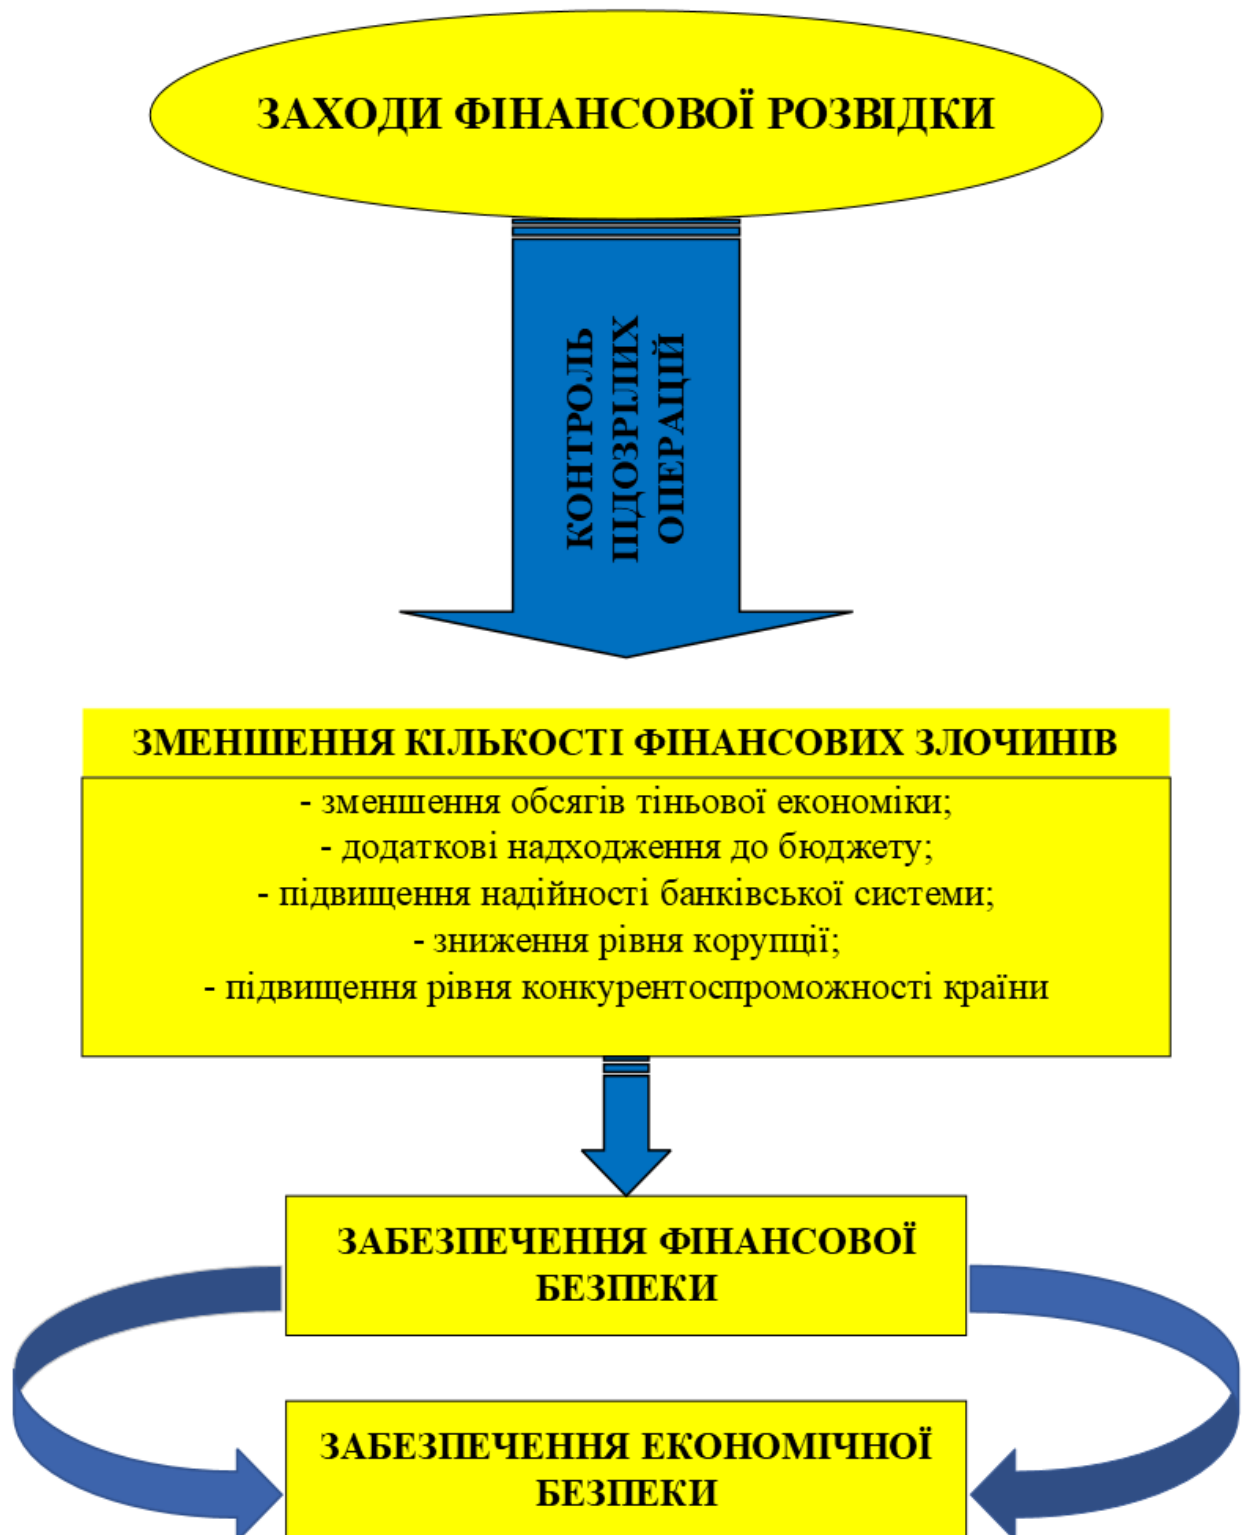 ЗАХОДИ ФІНАНСОВОЇ РОЗВІДКИ
КОНТРОЛЬ
ПІДОЗРІЛИХ
ОПЕРАЦІЙ
ЗМЕНШЕННЯ КІЛЬКОСТІ ФІНАНСОВИХ ЗЛОЧИНІВ
- зменшення обсягів тіньової економіки;
- додаткові надходження до бюджету;
- підвищення надійності банківської системи;
- зниження рівня корупції;
- підвищення рівня конкурентоспроможності країни
ЗАБЕЗПЕЧЕННЯ ФІНАНСОВОЇ
БЕЗПЕКИ
ЗАБЕЗПЕЧЕННЯ ЕКОНОМІЧНОЇ
БЕЗПЕКИ